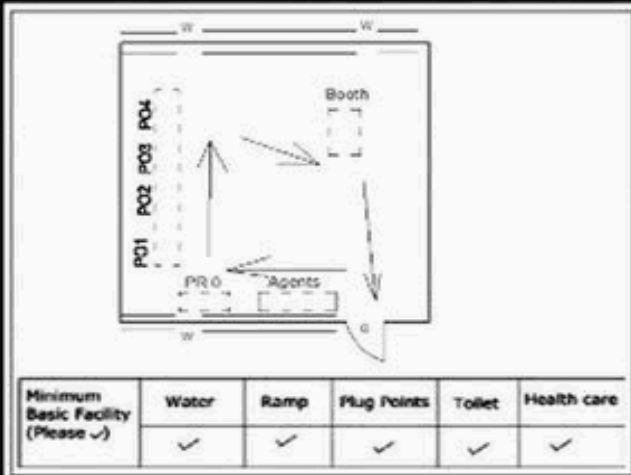 W W
Booth
PO4
PO3
PO2
PO1
PRO Agents
W G
Minimum Basic Facility (Please ✓) Water Ramp Plug Points Toilet Health care
✓ ✓ ✓ ✓ ✓